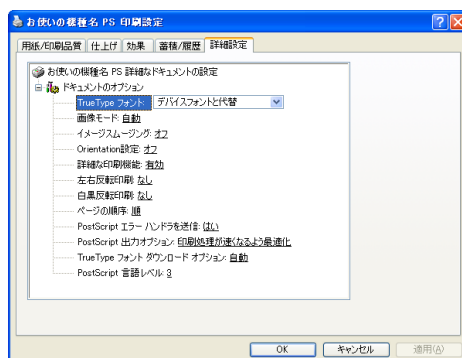 お使いの機種名 PS 印刷設定
用紙/印刷品質 仕上げ 効果 蓄積/履歴 詳細設定
お使いの機種名 PS 詳細なドキュメントの設定
ドキュメントのオプション
TrueType フォント: デバイスフォントと代替
画像モード: 自動
イメージスムージング: オフ
Orientation設定: オフ
詳細な印刷機能: 有効
左右反転印刷: なし
白黒反転印刷: なし
ページの順序: 順
PostScript エラー ハンドラを送信: はい
PostScript 出力オプション: 印刷処理が速くなるよう最適化
TrueType フォント ダウンロード オプション: 自動
PostScript 言語レベル: 3
OK キャンセル 適用(A)